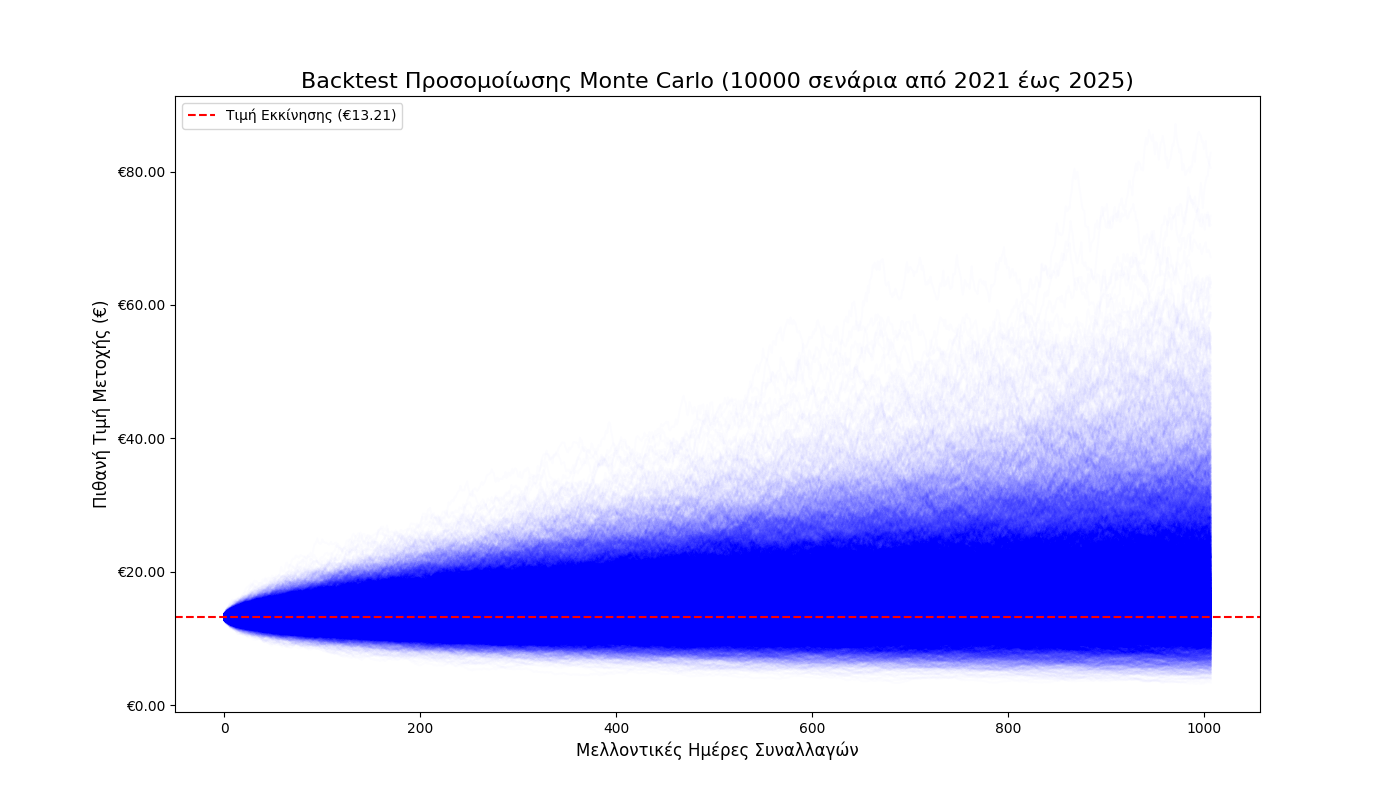 Backtest Προσομοίωσης Monte Carlo (10000 σενάρια από 2021 έως 2025)
Τιμή Εκκίνησης (€13.21)
Πιθανή Τιμή Μετοχής (€)
€80.00
€60.00
€40.00
€20.00
€0.00
0 200 400 600 800 1000
Μελλοντικές Ημέρες Συναλλαγών